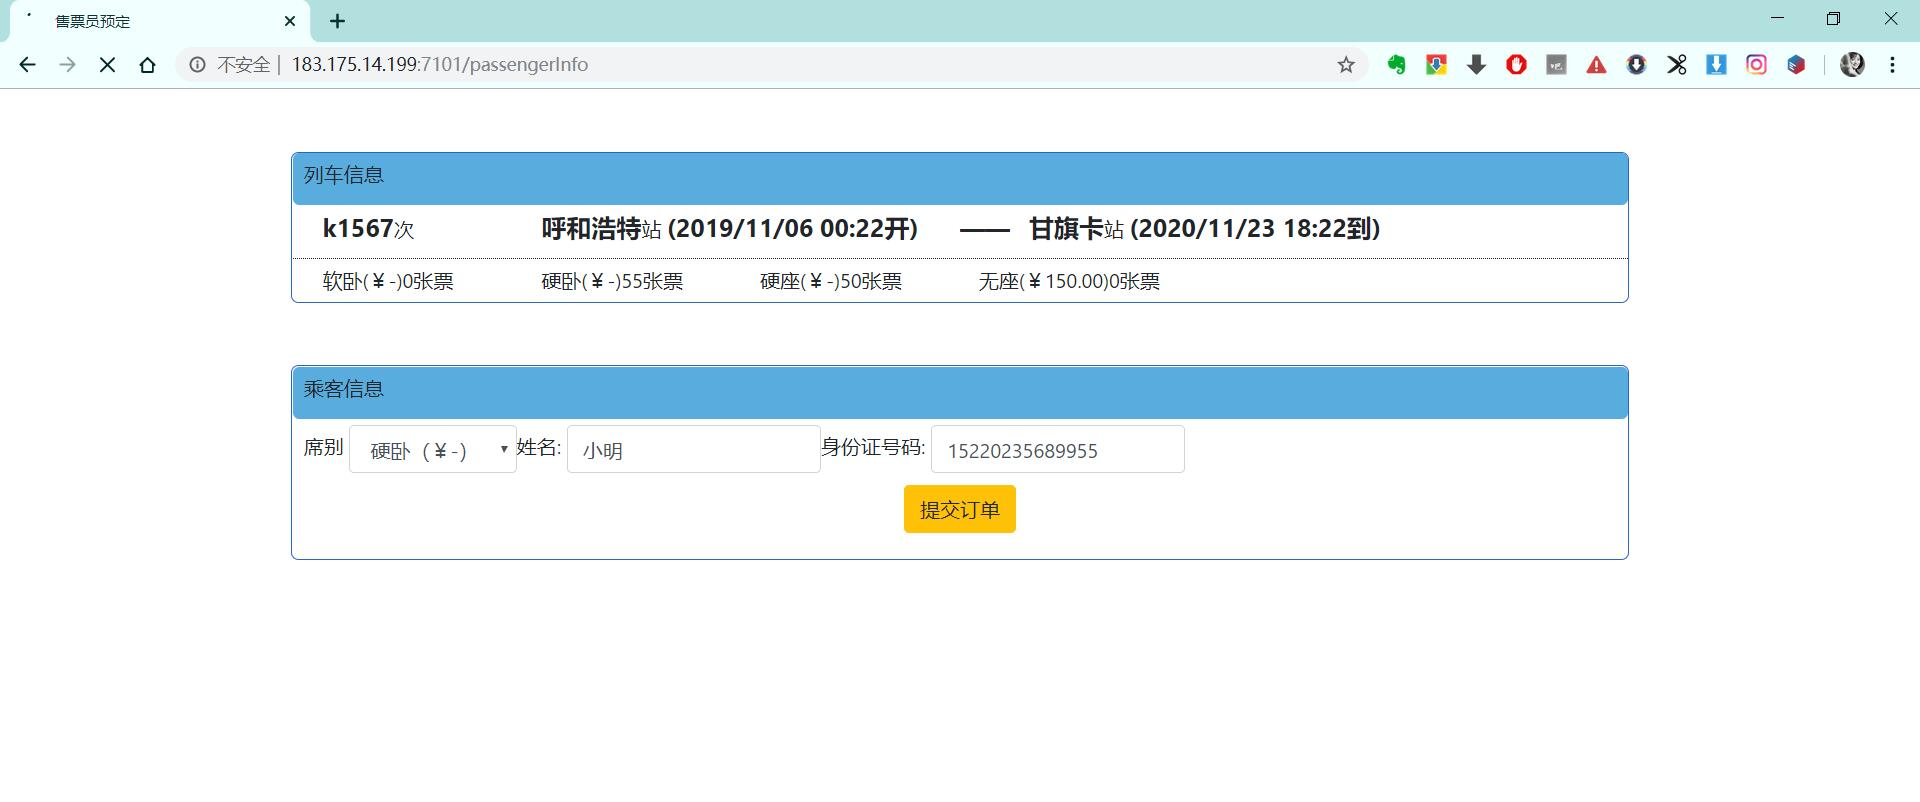 售票员预定
不安全 | 183.175.14.199:7101/passengerInfo
列车信息
k1567次 呼和浩特站 (2019/11/06 00:22开) —— 甘旗卡站 (2020/11/23 18:22到)
软卧(¥-)0张票 硬卧(¥-)55张票 硬座(¥-)50张票 无座(¥150.00)0张票
乘客信息
席别 硬卧（¥-） 姓名: 小明 身份证号码: 15220235689955
提交订单